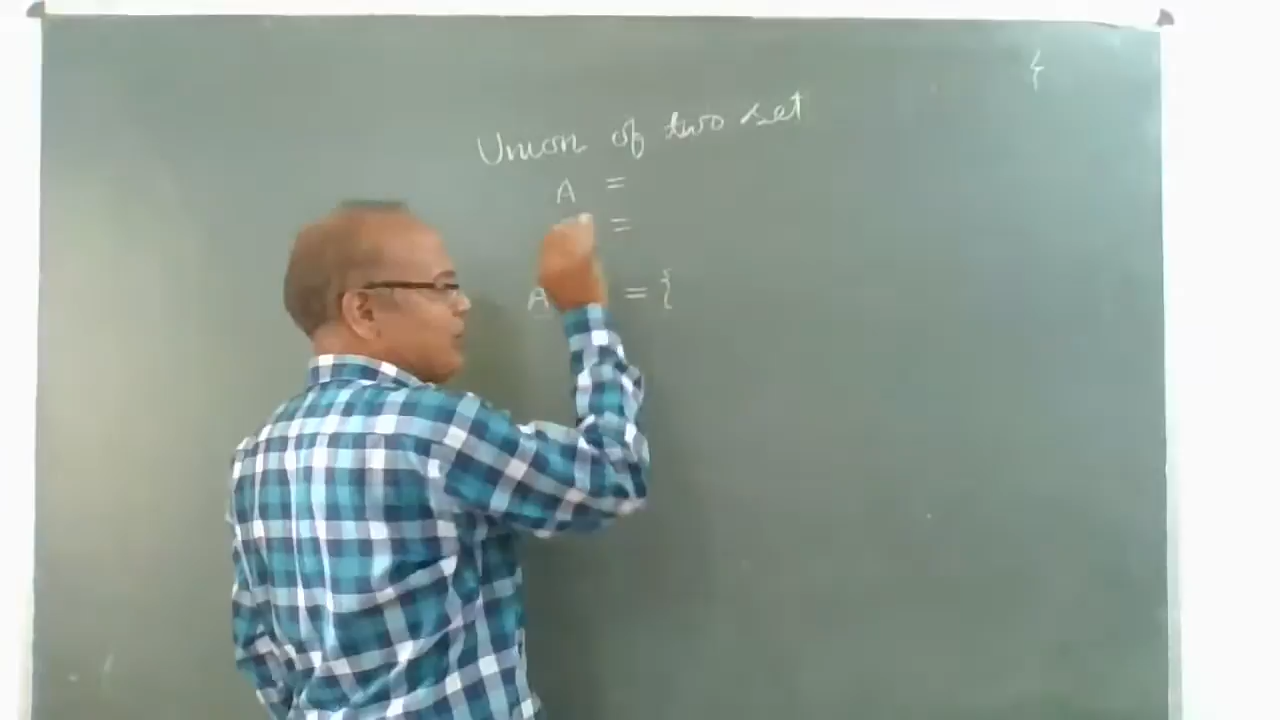 {
Union of two set
A =
=
A = {